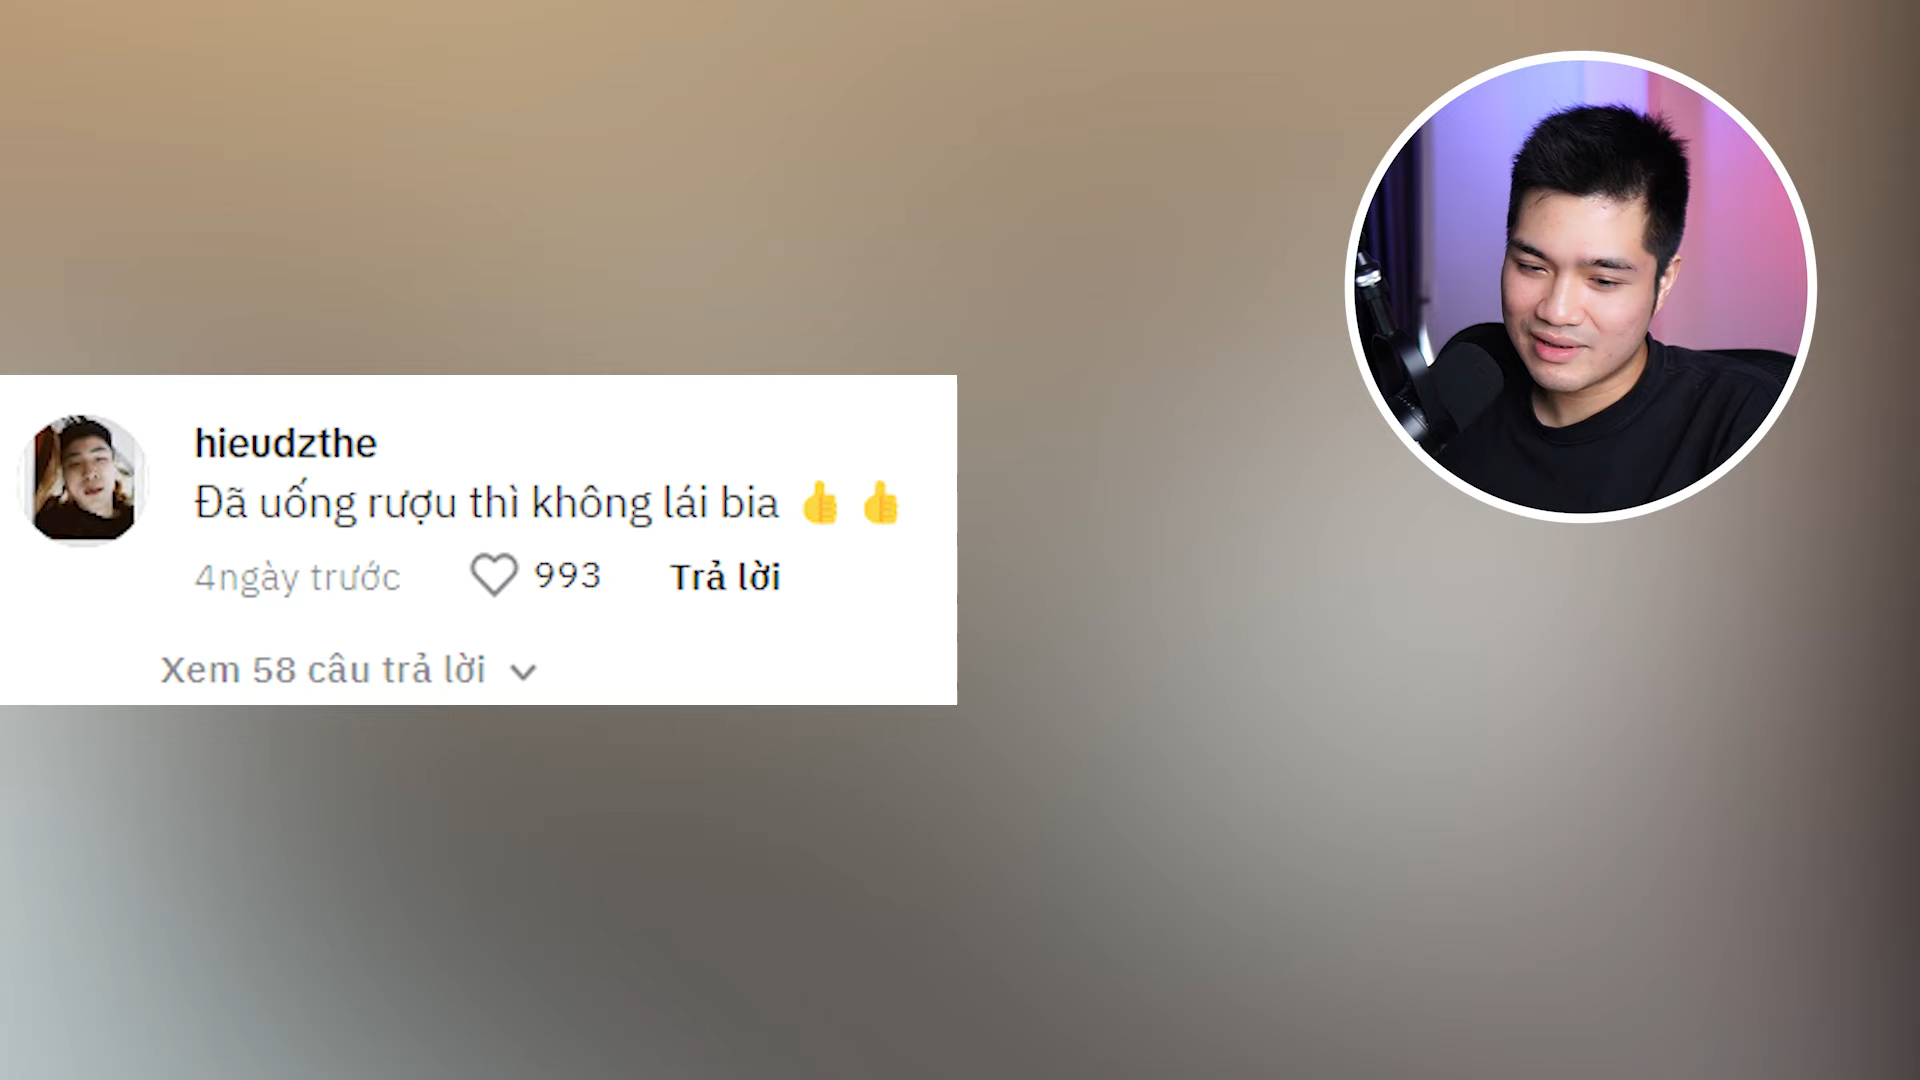 hieudzthe
Đã uống rượu thì không lái bia 👍 👍
4ngày trước 993 Trả lời
Xem 58 câu trả lời